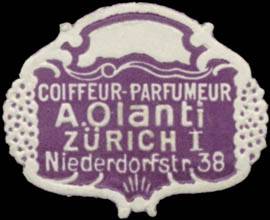 COIFFEUR-PARFUMEUR
A.Olanti
ZÜRICH I
Niederdorfstr. 38